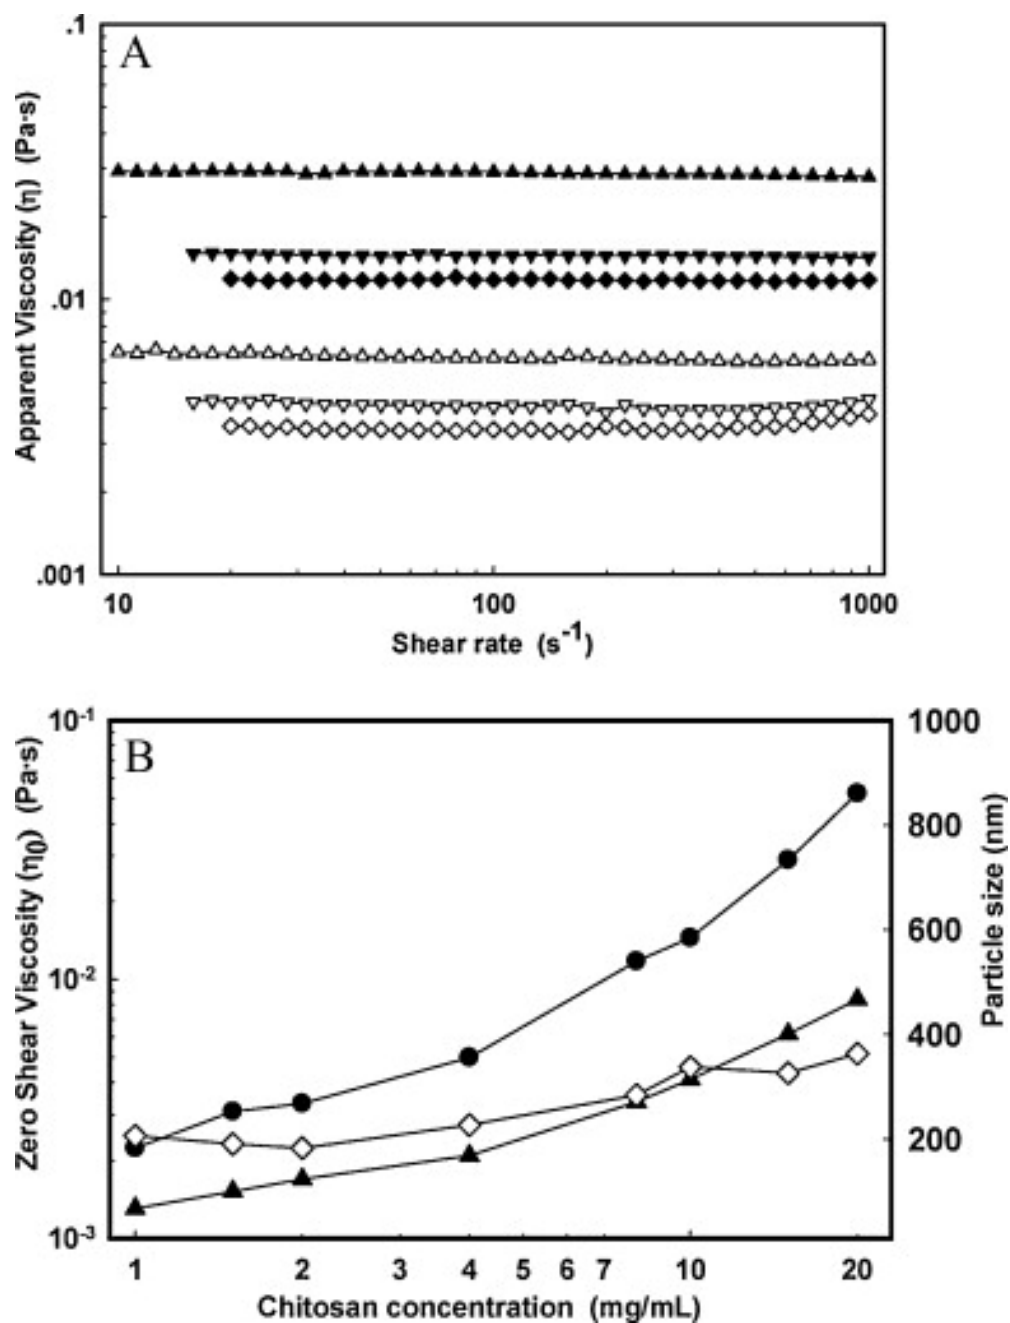 A
.1
.01
.001
Apparent Viscosity (η) (Pa·s)
10 100 1000
Shear rate (s⁻¹)
B
10⁻¹
10⁻²
10⁻³
Zero Shear Viscosity (η₀) (Pa·s)
1000
800
600
400
200
Particle size (nm)
1 2 3 4 5 6 7 10 20
Chitosan concentration (mg/mL)